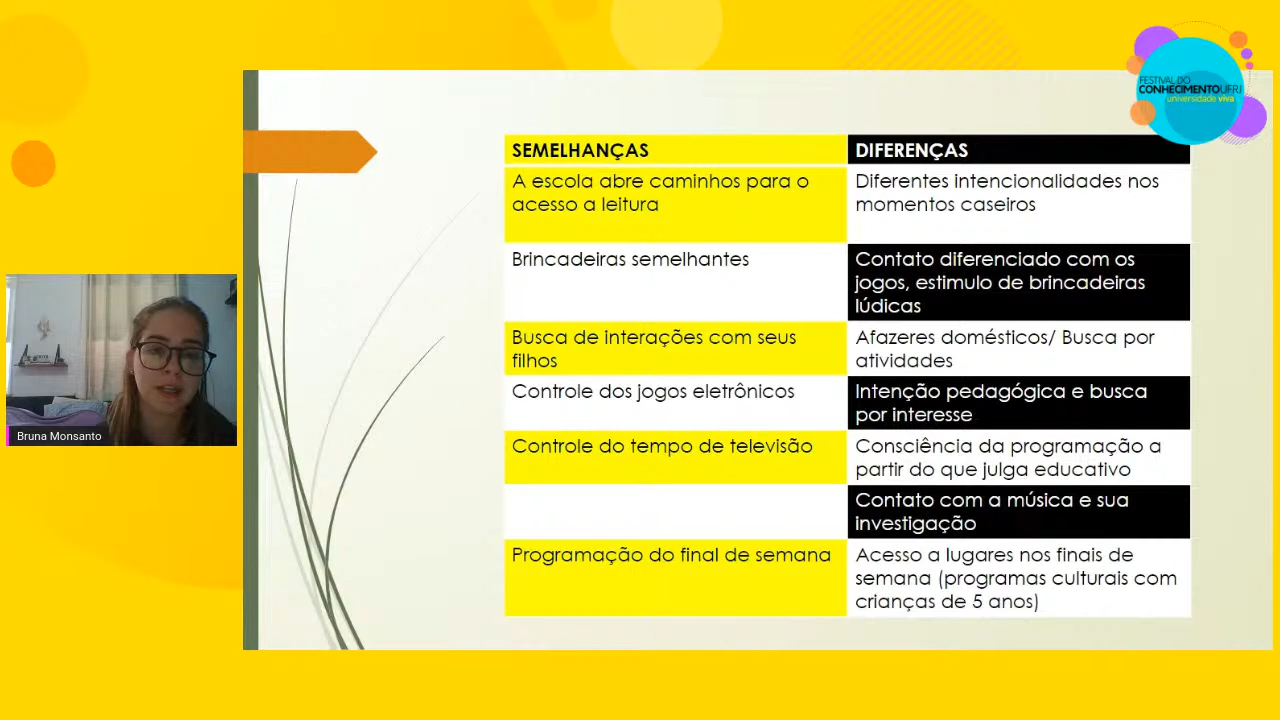 FESTIVAL DO
CONHECIMENTO UFRJ
universidade viva
SEMELHANÇAS
DIFERENÇAS
A escola abre caminhos para o
acesso a leitura
Diferentes intencionalidades nos
momentos caseiros
Brincadeiras semelhantes
Contato diferenciado com os
jogos, estimulo de brincadeiras
lúdicas
Busca de interações com seus
filhos
Afazeres domésticos/ Busca por
atividades
Controle dos jogos eletrônicos
Intenção pedagógica e busca
por interesse
Controle do tempo de televisão
Consciência da programação a
partir do que julga educativo
Contato com a música e sua
investigação
Programação do final de semana
Acesso a lugares nos finais de
semana (programas culturais com
crianças de 5 anos)
Bruna Monsanto